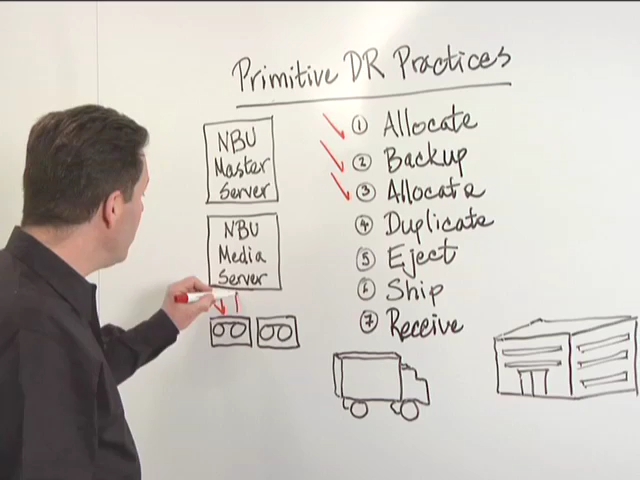 Primitive DR Practices
NBU
Master
Server
NBU
Media
Server
① Allocate
② Backup
③ Allocate
④ Duplicate
⑤ Eject
⑥ Ship
⑦ Receive